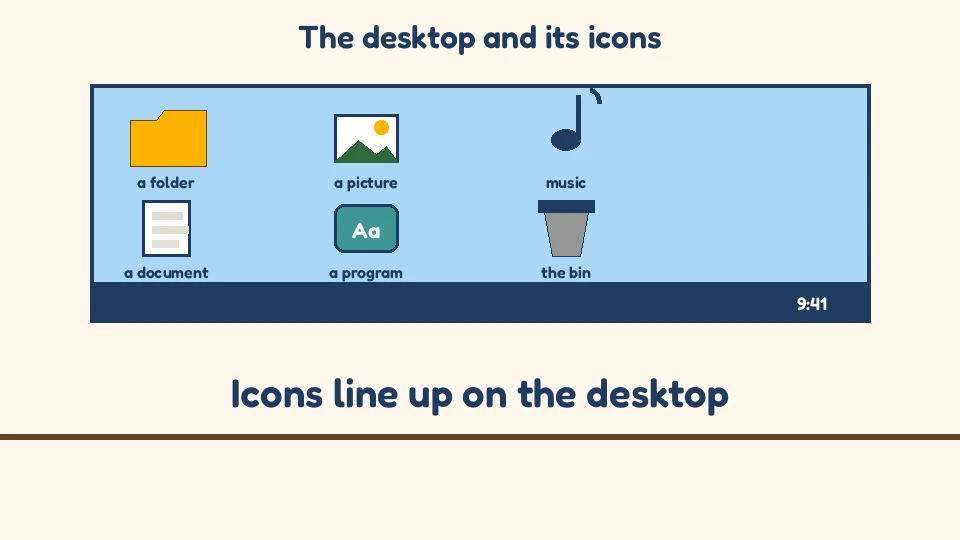 The desktop and its icons
a folder
a picture
music
Aa
a document
a program
the bin
9:41
Icons line up on the desktop